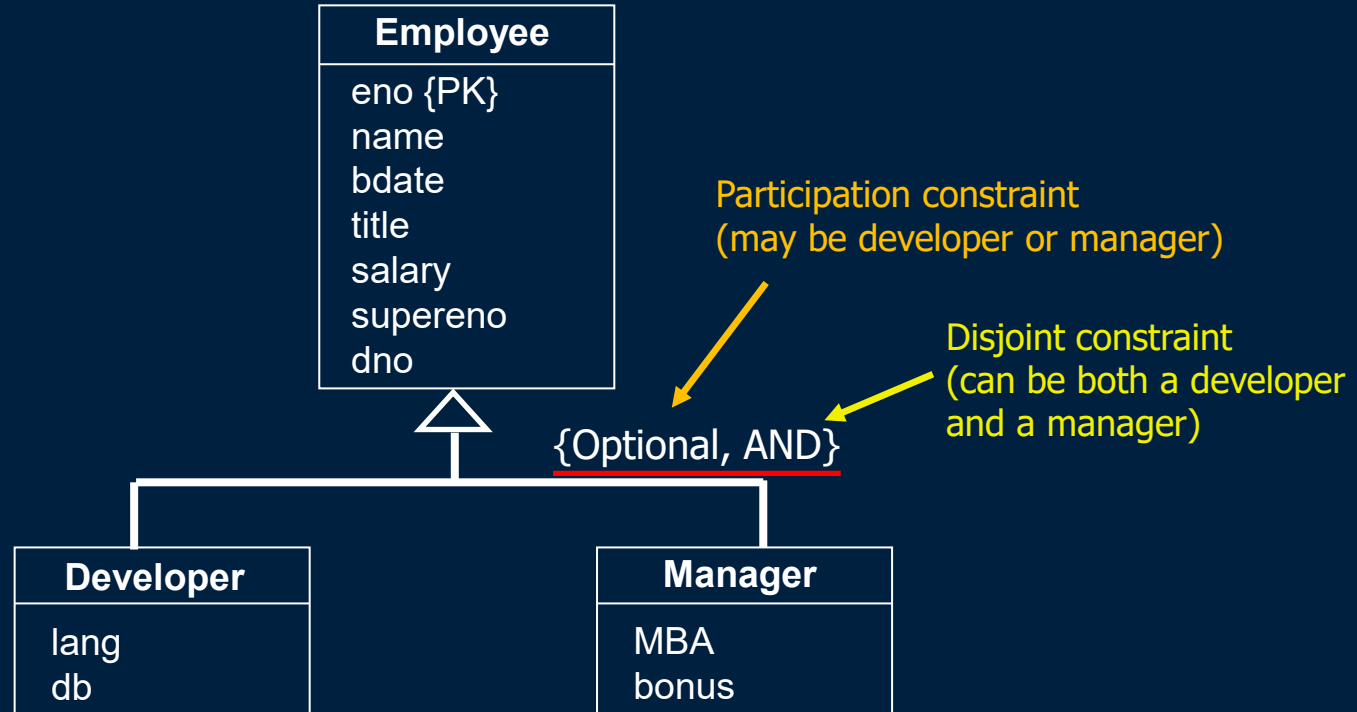 Employee
eno {PK}
name
bdate
title
salary
supereno
dno
Participation constraint
(may be developer or manager)
Disjoint constraint
(can be both a developer
and a manager)
{Optional, AND}
Developer
lang
db
Manager
MBA
bonus